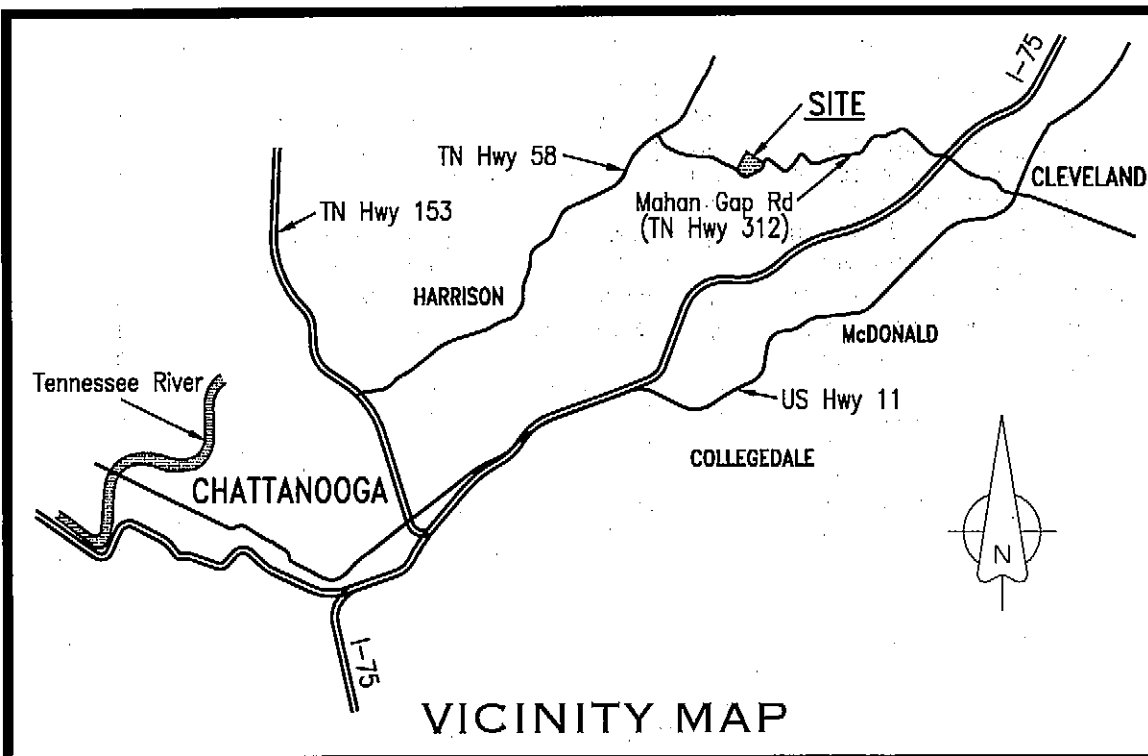 I-75
SITE
TN Hwy 58
CLEVELAND
Mahan Gap Rd
(TN Hwy 312)
TN Hwy 153
HARRISON
McDONALD
Tennessee River
US Hwy 11
COLLEGEDALE
CHATTANOOGA
N
I-75
VICINITY MAP